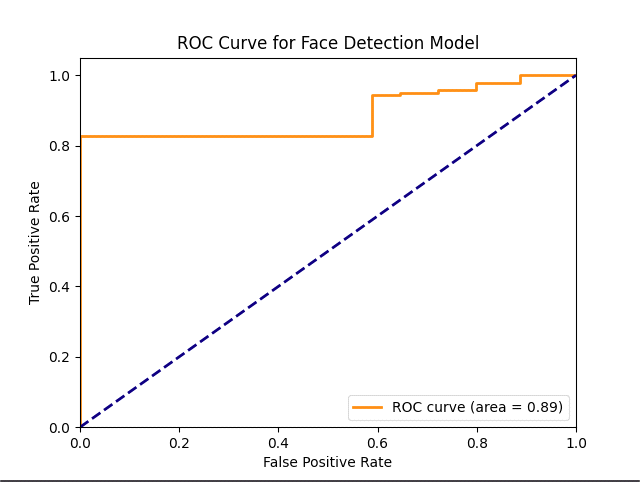 ROC Curve for Face Detection Model
1.0
0.8
0.6
0.4
0.2
0.0
True Positive Rate
ROC curve (area = 0.89)
0.0 0.2 0.4 0.6 0.8 1.0
False Positive Rate